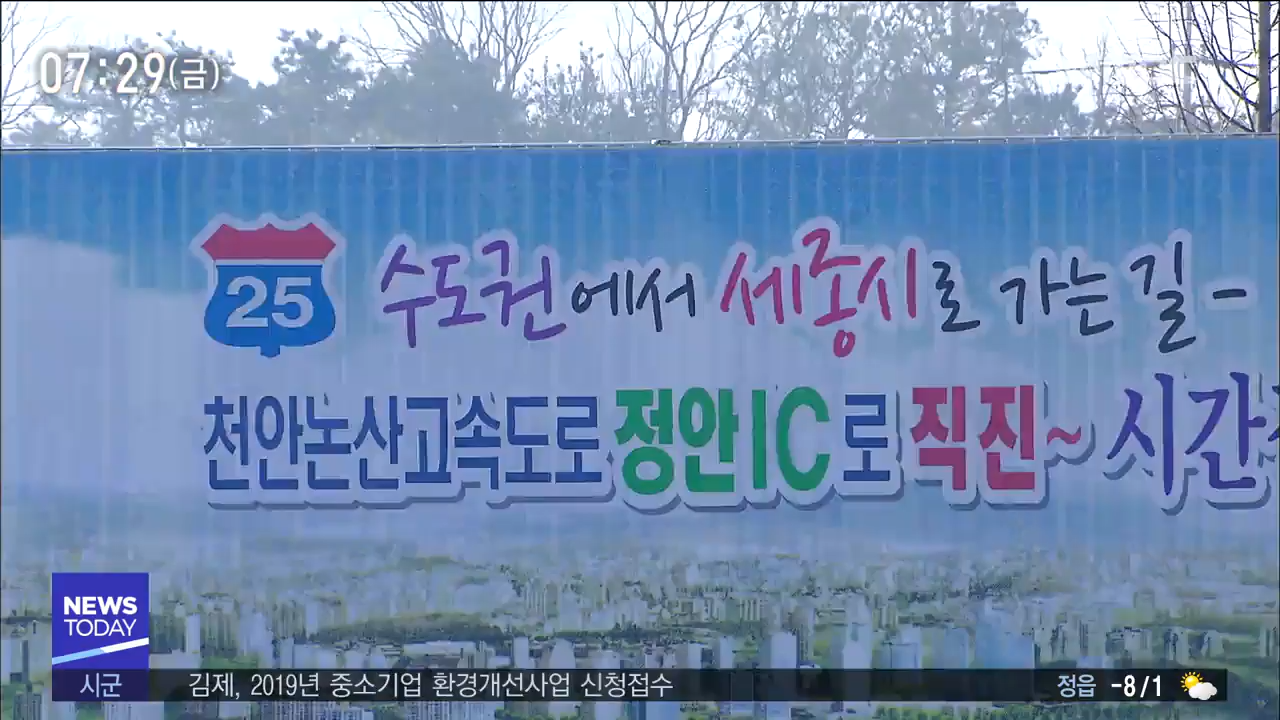 07:29(금)
25
수도권에서 세종시로 가는 길-
천안논산고속도로 정안IC로 직진~ 시간
NEWS
TODAY
시군
김제, 2019년 중소기업 환경개선사업 신청접수
정읍 -8/1